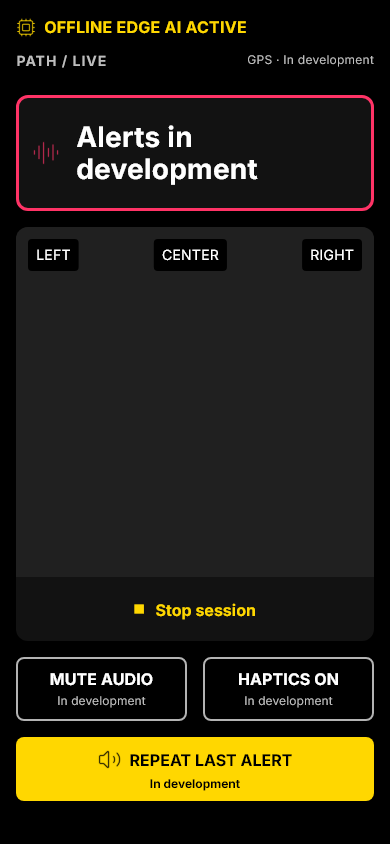 OFFLINE EDGE AI ACTIVE
PATH / LIVE
GPS · In development
Alerts in
development
LEFT
CENTER
RIGHT
Stop session
MUTE AUDIO
In development
HAPTICS ON
In development
REPEAT LAST ALERT
In development